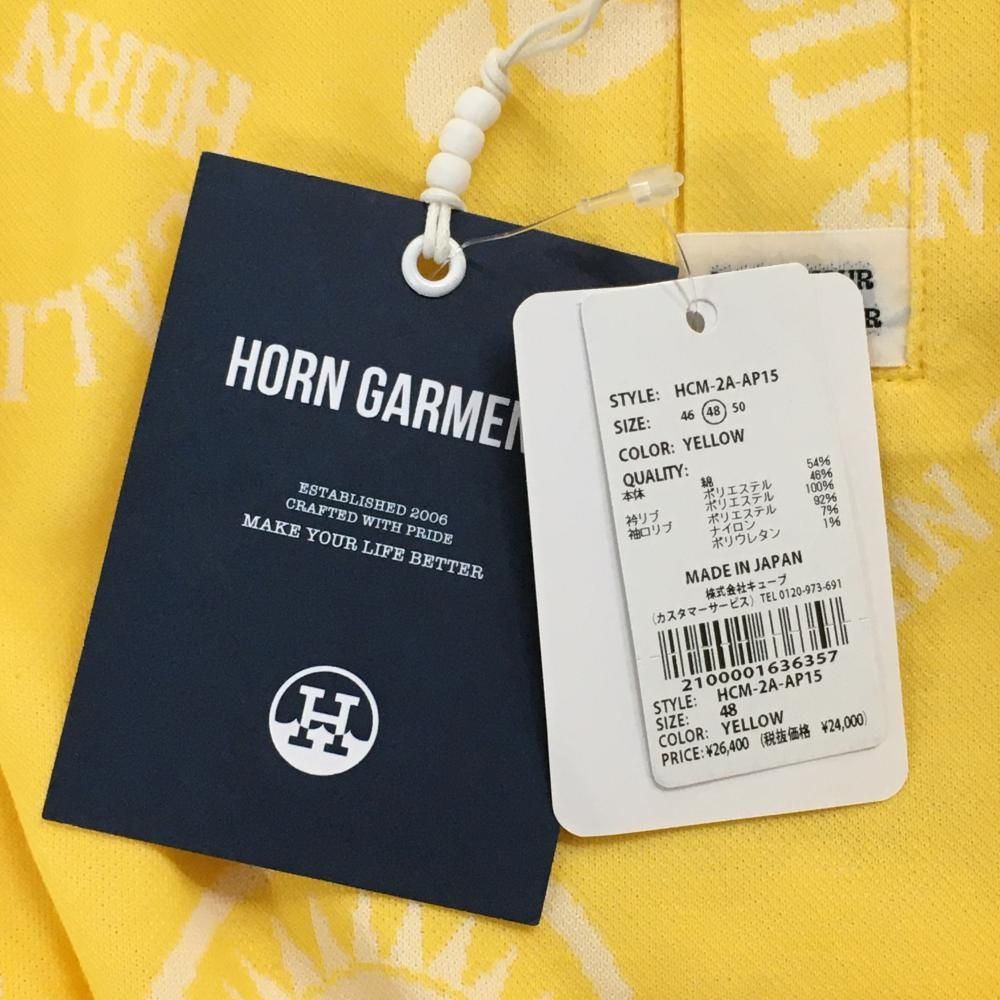 HORN
HORN GARMEN
ESTABLISHED 2006
CRAFTED WITH PRIDE
MAKE YOUR LIFE BETTER
H
STYLE: HCM-2A-AP15
SIZE: 46 48 50
COLOR: YELLOW
QUALITY:
本体 綿 54%
ポリエステル 46%
衿リブ ポリエステル 100%
袖口リブ ポリエステル 92%
ナイロン 7%
ポリウレタン 1%
MADE IN JAPAN
株式会社キューブ
(カスタマーサービス) TEL 0120-973-691
2100001636357
STYLE: HCM-2A-AP15
SIZE: 48
COLOR: YELLOW
PRICE: ¥26,400 (税抜価格 ¥24,000)